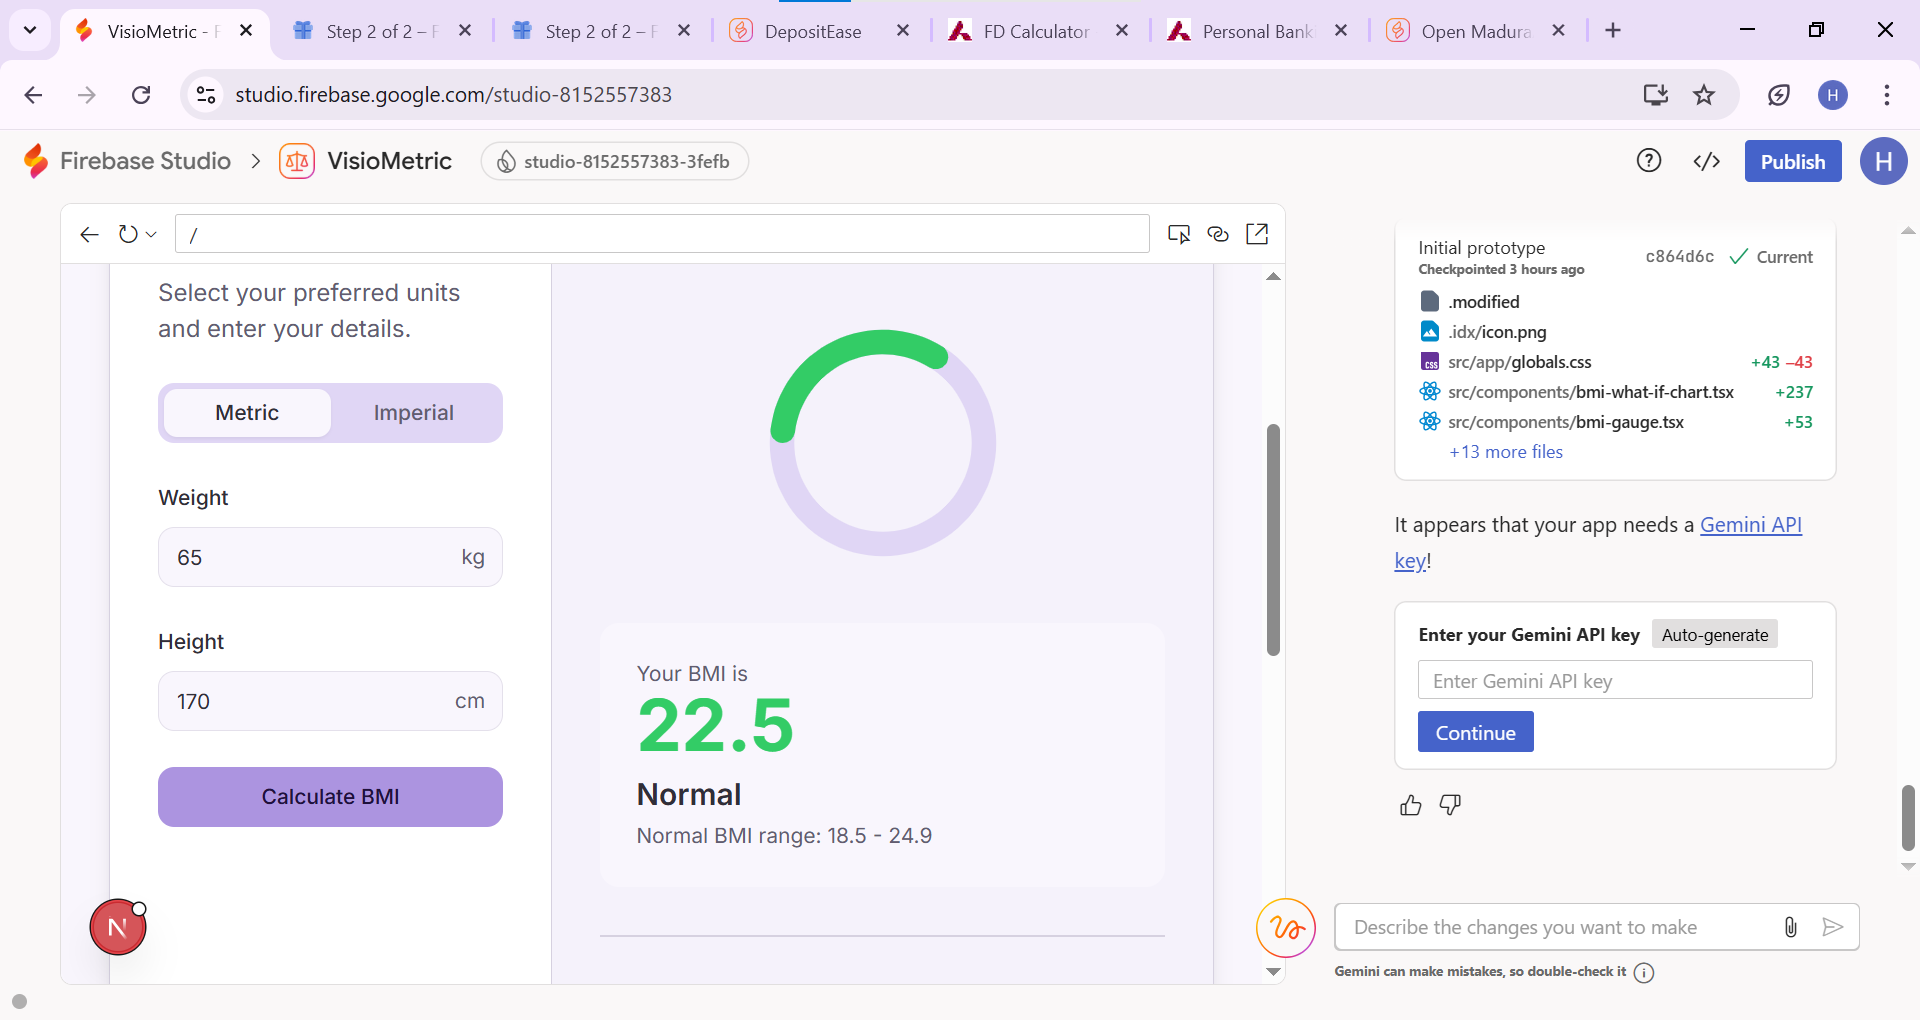 VisioMetric - F
Step 2 of 2 – F
Step 2 of 2 – F
DepositEase
FD Calculator
Personal Bank
Open Madura
studio.firebase.google.com/studio-8152557383
H
Firebase Studio > VisioMetric
studio-8152557383-3fefb
</>
Publish
H
/
Select your preferred units
and enter your details.
Metric
Imperial
Weight
65 kg
Height
170 cm
Calculate BMI
N
Your BMI is
22.5
Normal
Normal BMI range: 18.5 - 24.9
Initial prototype
Checkpointed 3 hours ago
c864d6c Current
.modified
.idx/icon.png
css src/app/globals.css +43 –43
src/components/bmi-what-if-chart.tsx +237
src/components/bmi-gauge.tsx +53
+13 more files
It appears that your app needs a Gemini API
key!
Enter your Gemini API key Auto-generate
Enter Gemini API key
Continue
Describe the changes you want to make
Gemini can make mistakes, so double-check it